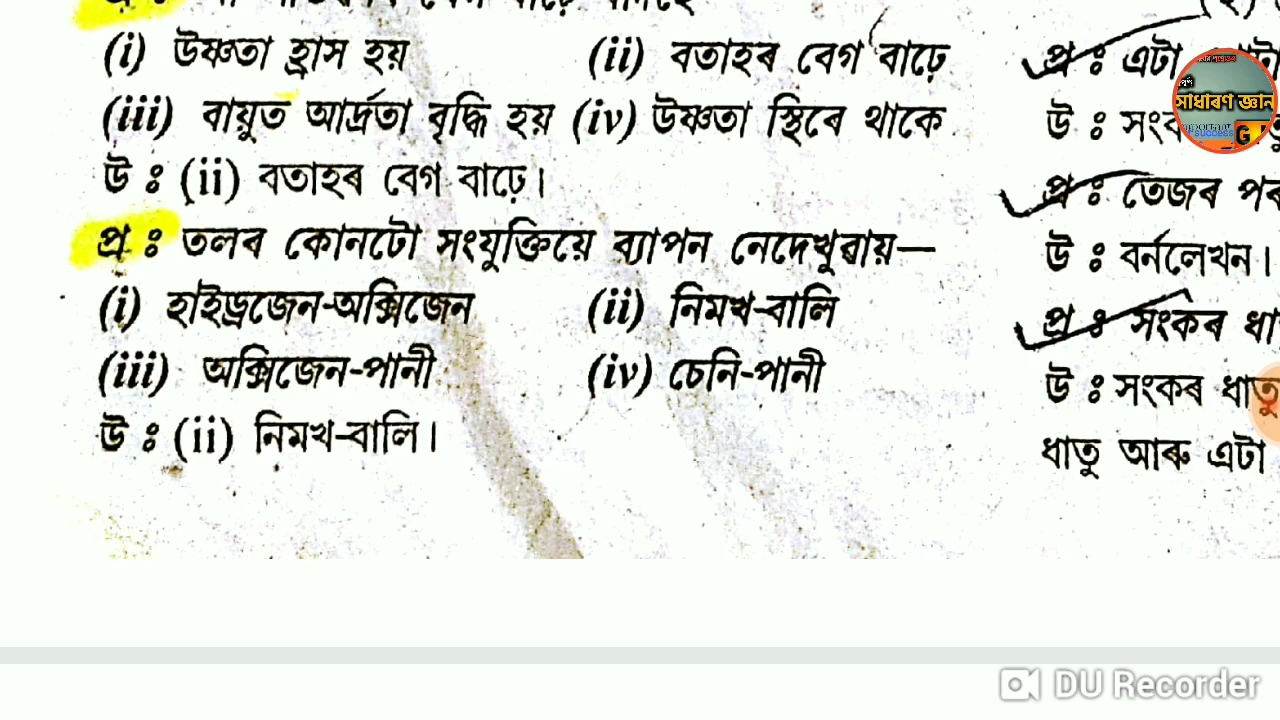 (i) উষ্ণতা হ্ৰাস হয় (ii) বতাহৰ বেগ বাঢ়ে
(iii) বায়ুত আৰ্দ্ৰতা বৃদ্ধি হয় (iv) উষ্ণতা স্থিৰে থাকে
উ ঃ (ii) বতাহৰ বেগ বাঢ়ে।
প্ৰ ঃ তলৰ কোনটো সংযুক্তিয়ে ব্যাপন নেদেখুৱায়—
(i) হাইড্ৰজেন-অক্সিজেন (ii) নিমখ-বালি
(iii) অক্সিজেন-পানী (iv) চেনি-পানী
উ ঃ (ii) নিমখ-বালি।
প্ৰ ঃ এটা
উ ঃ
প্ৰ ঃ তেজৰ
উ ঃ বৰ্নলেখন।
প্ৰ ঃ সংকৰ
উ ঃ সংকৰ ধাতু
ধাতু আৰু এটা
সাধাৰণ জ্ঞান
SUCCESS
G
DU Recorder